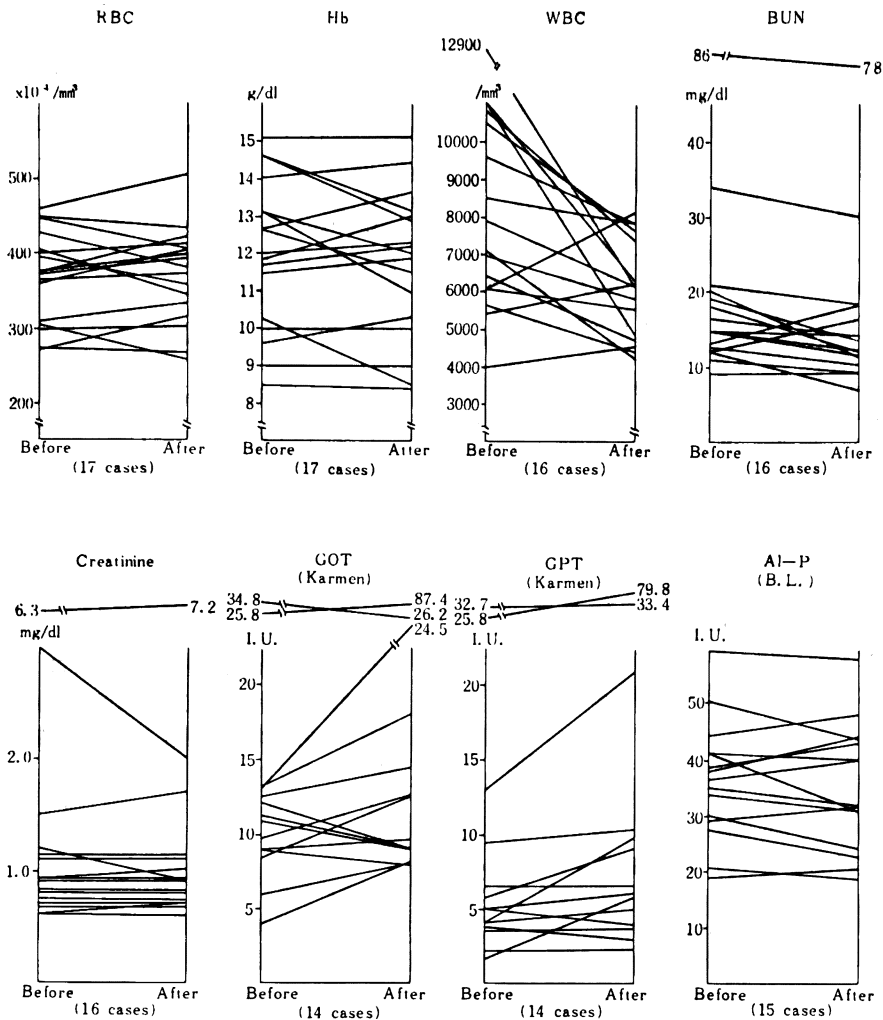 RBC
Hb
WBC
BUN
12900
86
78
x10⁻⁴/mm³
g/dl
/mm³
mg/dl
500
400
300
200
15
14
13
12
11
10
9
8
10000
9000
8000
7000
6000
5000
4000
3000
40
30
20
10
Before After
(17 cases)
Before After
(17 cases)
Before After
(16 cases)
Before After
(16 cases)
Creatinine
GOT
(Karmen)
GPT
(Karmen)
Al-P
(B.L.)
6.3
7.2
34.8
25.8
87.4
26.2
24.5
32.7
25.8
79.8
33.4
mg/dl
I.U.
I.U.
I.U.
2.0
1.0
20
15
10
5
20
15
10
5
50
40
30
20
10
Before After
(16 cases)
Before After
(14 cases)
Before After
(14 cases)
Before After
(15 cases)